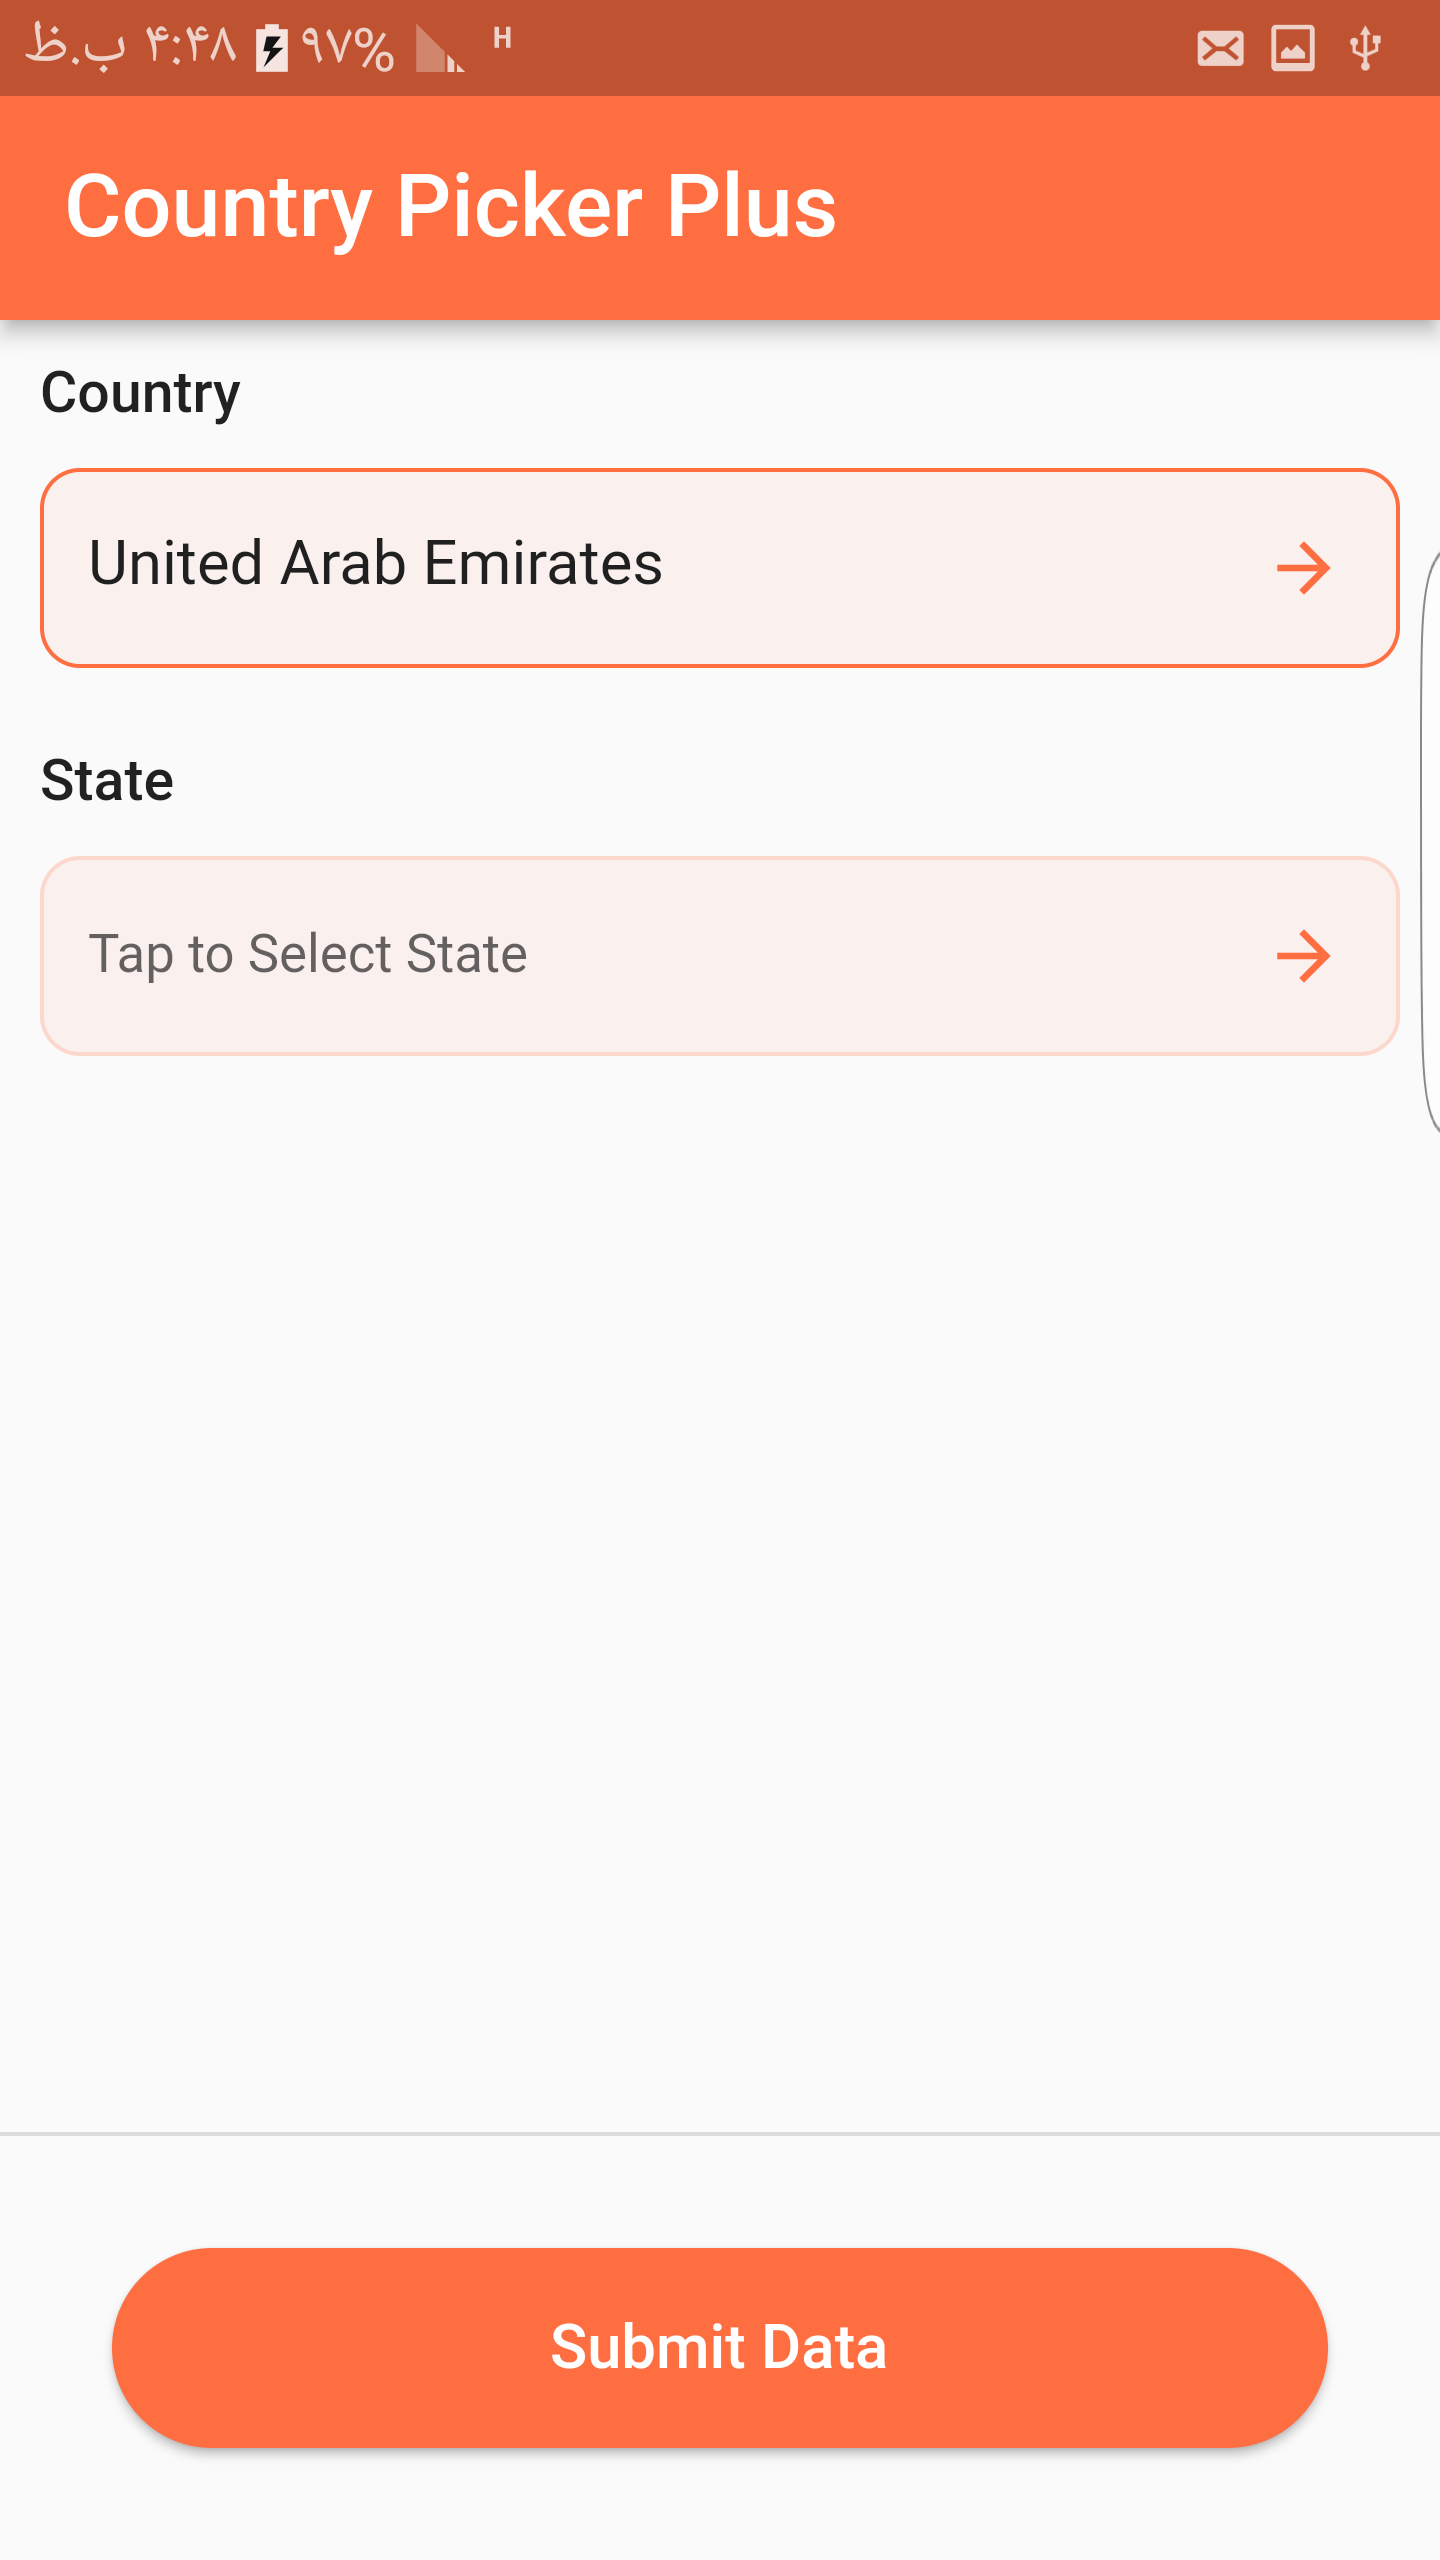 ب.ظ ۴:۴۸ ۹۷% H
Country Picker Plus
Country
United Arab Emirates
State
Tap to Select State
Submit Data